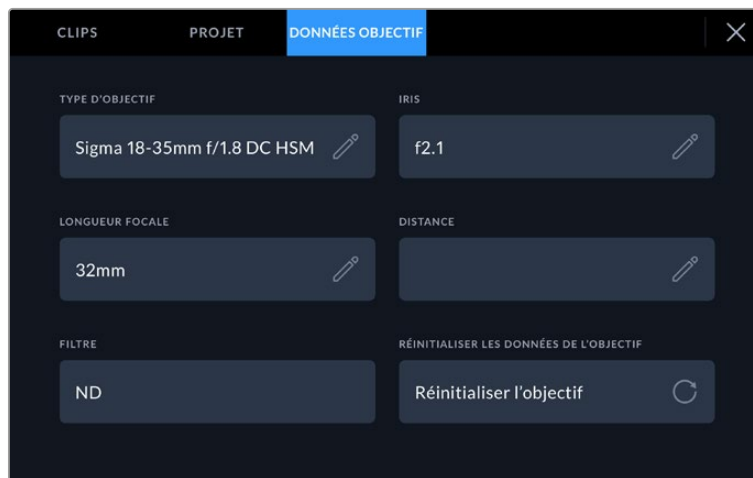 CLIPS PROJET DONNÉES OBJECTIF
TYPE D'OBJECTIF IRIS
Sigma 18-35mm f/1.8 DC HSM f2.1
LONGUEUR FOCALE DISTANCE
32mm
FILTRE RÉINITIALISER LES DONNÉES DE L'OBJECTIF
ND Réinitialiser l'objectif